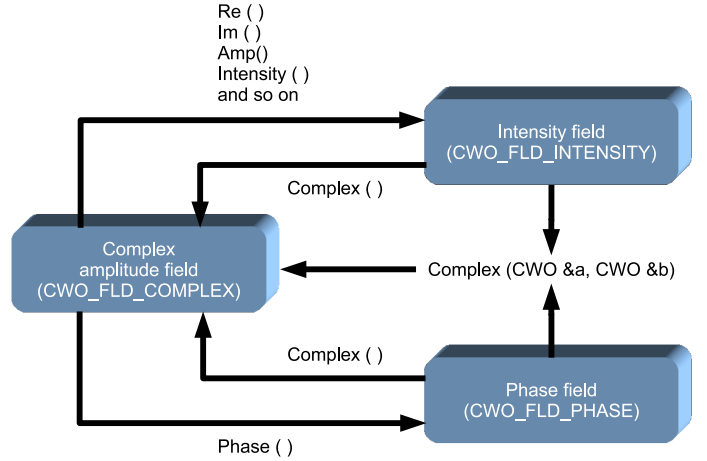 Re ( )
Im ( )
Amp()
Intensity ( )
and so on
Intensity field
(CWO_FLD_INTENSITY)
Complex ( )
Complex
amplitude field
(CWO_FLD_COMPLEX)
Complex (CWO &a, CWO &b)
Complex ( )
Phase field
(CWO_FLD_PHASE)
Phase ( )